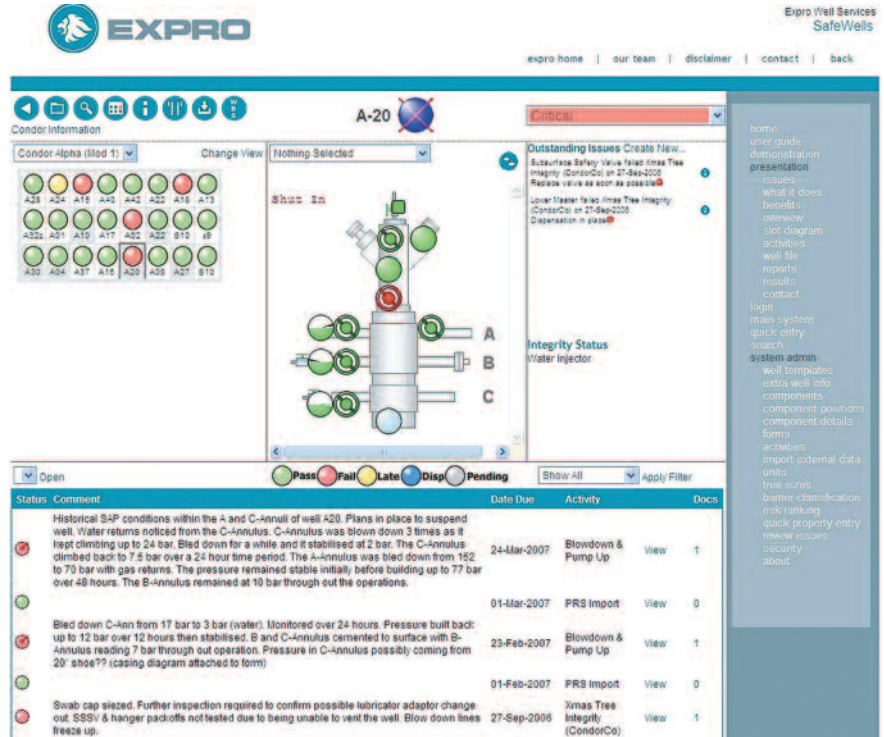 EXPRO
Expro Well Services
SafeWells
expro home | our team | disclaimer | contact | back
Condor Information
A-20
Critical
Condor Alpha (Mod 1)
Change View
Nothing Selected
Outstanding Issues Create New...
Subsurface Safety Valve failed Xmas Tree
Integrity (CondorCo) on 27-Sep-2006
Replace valve as soon as possible
Lower Master failed Xmas Tree Integrity
(CondorCo) on 27-Sep-2006
Dispensation in place
A24 A15 A40 A42 A22 A18 A13
A01 A10 A17 A02 A22 S10 s9
A30 A04 A37 A16 A20 A08 A27 S10
Shut In
A
B
C
Integrity Status
Water Injector
home
user guide
demonstration
presentation
issues
what it does
benefits
overview
slot diagram
activities
well file
reports
results
contact
login
main system
quick entry
search
system admin
well templates
extra well info
components
component positions
component details
forms
activities
import external data
units
tree sizes
barrier classification
risk ranking
quick property entry
review issues
security
about
Open
Pass Fail Late Disp Pending
Show All
Apply Filter
Status Comment Date Due Activity Docs
Historical SAP conditions within the A and C-Annuli of well A20. Plans in place to suspend
well. Water returns noticed from the C-Annulus. C-Annulus was blown down 3 times as it
kept climbing up to 24 bar. Bled down for a while and it stabilised at 2 bar. The C-Annulus
climbed back to 7.5 bar over a 24 hour time period. The A-Annulus was bled down from 152
to 70 bar with gas returns. The pressure remained stable initially before building up to 77 bar
over 48 hours. The B-Annulus remained at 10 bar through out the operations.
24-Mar-2007 Blowdown & Pump Up View 1
01-Mar-2007 PRS Import View 0
Bled down C-Ann from 17 bar to 3 bar (water). Monitored over 24 hours. Pressure built back
up to 12 bar over 12 hours then stabilised. B and C-Annulus cemented to surface with B-
Annulus reading 7 bar through out operation. Pressure in C-Annulus possibly coming from
20" shoe?? (casing diagram attached to form)
23-Feb-2007 Blowdown & Pump Up View 1
01-Feb-2007 PRS Import View 0
Swab cap siezed. Further inspection required to confirm possible lubricator adaptor change
out. SSSV & hanger packoffs not tested due to being unable to vent the well. Blow down lines
freeze up.
27-Sep-2006 Xmas Tree Integrity (CondorCo) View 1